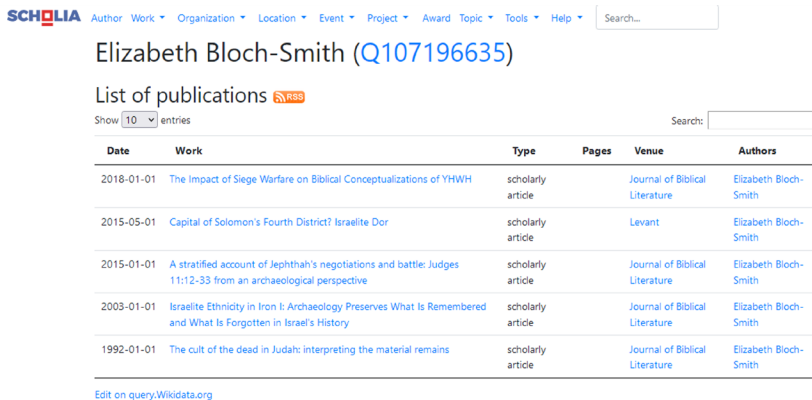 SCHOLIA Author Work Organization Location Event Project Award Topic Tools Help Search...
Elizabeth Bloch-Smith (Q107196635)
List of publications RSS
Show 10 entries Search:
Date Work Type Pages Venue Authors
2018-01-01 The Impact of Siege Warfare on Biblical Conceptualizations of YHWH scholarly Journal of Biblical Elizabeth Bloch-
article Literature Smith
2015-05-01 Capital of Solomon's Fourth District? Israelite Dor scholarly Levant Elizabeth Bloch-
article Smith
2015-01-01 A stratified account of Jephthah's negotiations and battle: Judges scholarly Journal of Biblical Elizabeth Bloch-
11:12-33 from an archaeological perspective article Literature Smith
2003-01-01 Israelite Ethnicity in Iron I: Archaeology Preserves What Is Remembered scholarly Journal of Biblical Elizabeth Bloch-
and What Is Forgotten in Israel's History article Literature Smith
1992-01-01 The cult of the dead in Judah: interpreting the material remains scholarly Journal of Biblical Elizabeth Bloch-
article Literature Smith
Edit on query.Wikidata.org